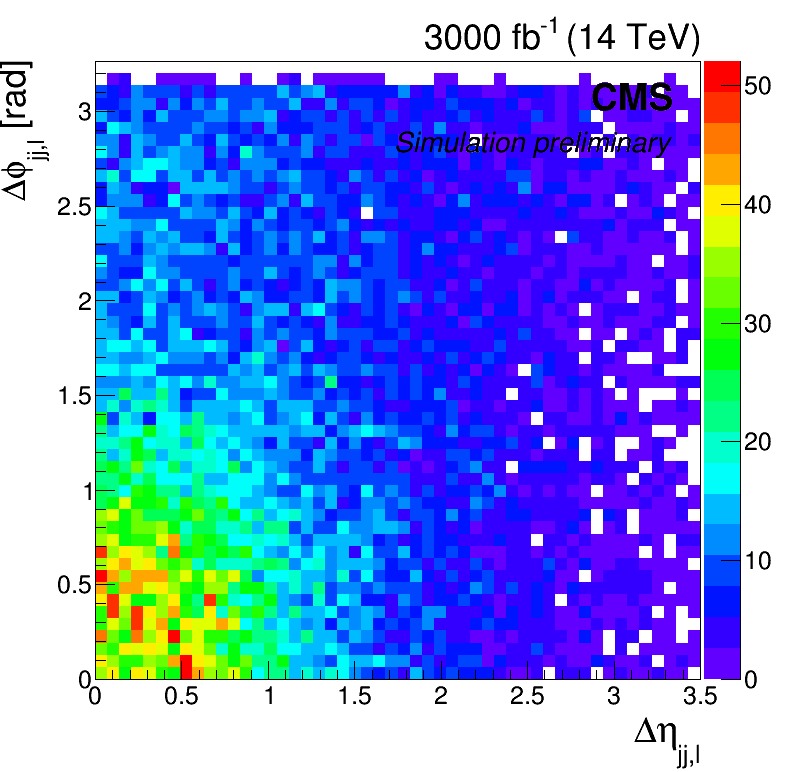 3000 fb-1 (14 TeV)
Δϕjj,l [rad]
CMS
Simulation preliminary
3
2.5
2
1.5
1
0.5
0
50
40
30
20
10
0
0 0.5 1 1.5 2 2.5 3 3.5
Δηjj,l